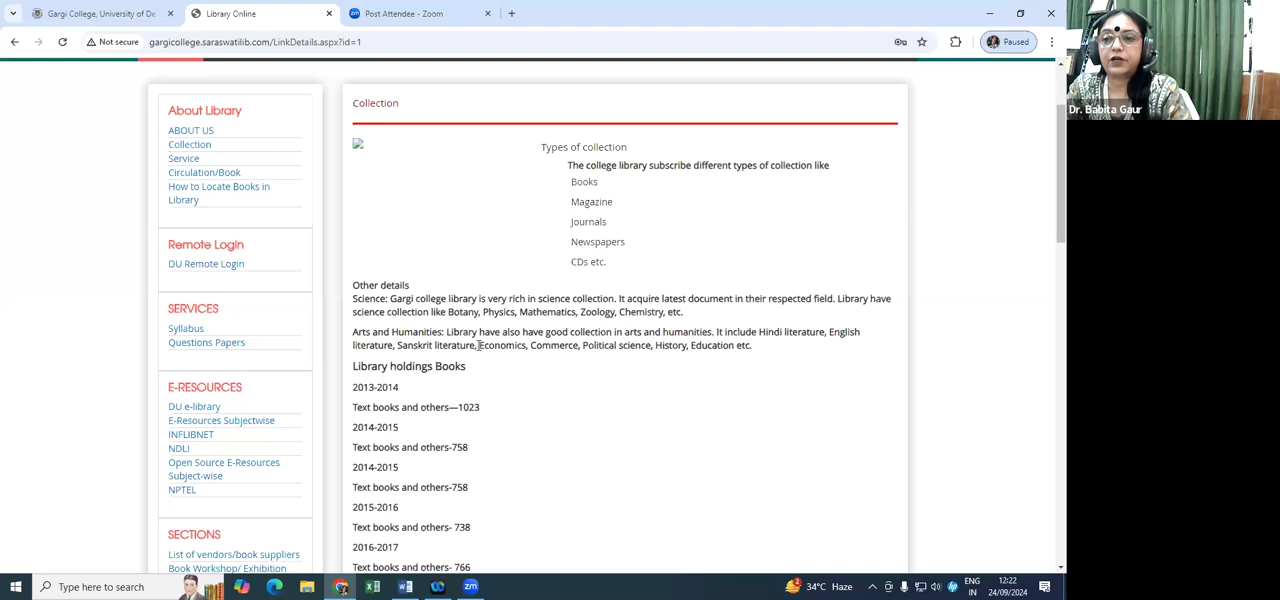 Gargi College, University of De
Library Online
Post Attendee - Zoom
Not secure
gargicollege.saraswatilib.com/LinkDetails.aspx?id=1
Paused
Dr. Babita Gaur
About Library
ABOUT US
Collection
Service
Circulation/Book
How to Locate Books in
Library
Remote Login
DU Remote Login
SERVICES
Syllabus
Questions Papers
E-RESOURCES
DU e-library
E-Resources Subjectwise
INFLIBNET
NDLI
Open Source E-Resources
Subject-wise
NPTEL
SECTIONS
List of vendors/book suppliers
Book Workshop/ Exhibition
Collection
Types of collection
The college library subscribe different types of collection like
Books
Magazine
Journals
Newspapers
CDs etc.
Other details
Science: Gargi college library is very rich in science collection. It acquire latest document in their respected field. Library have
science collection like Botany, Physics, Mathematics, Zoology, Chemistry, etc.
Arts and Humanities: Library have also have good collection in arts and humanities. It include Hindi literature, English
literature, Sanskrit literature, Economics, Commerce, Political science, History, Education etc.
Library holdings Books
2013-2014
Text books and others—1023
2014-2015
Text books and others-758
2014-2015
Text books and others-758
2015-2016
Text books and others- 738
2016-2017
Text books and others- 766
Type here to search
34°C Haze
ENG
IN
12:22
24/09/2024